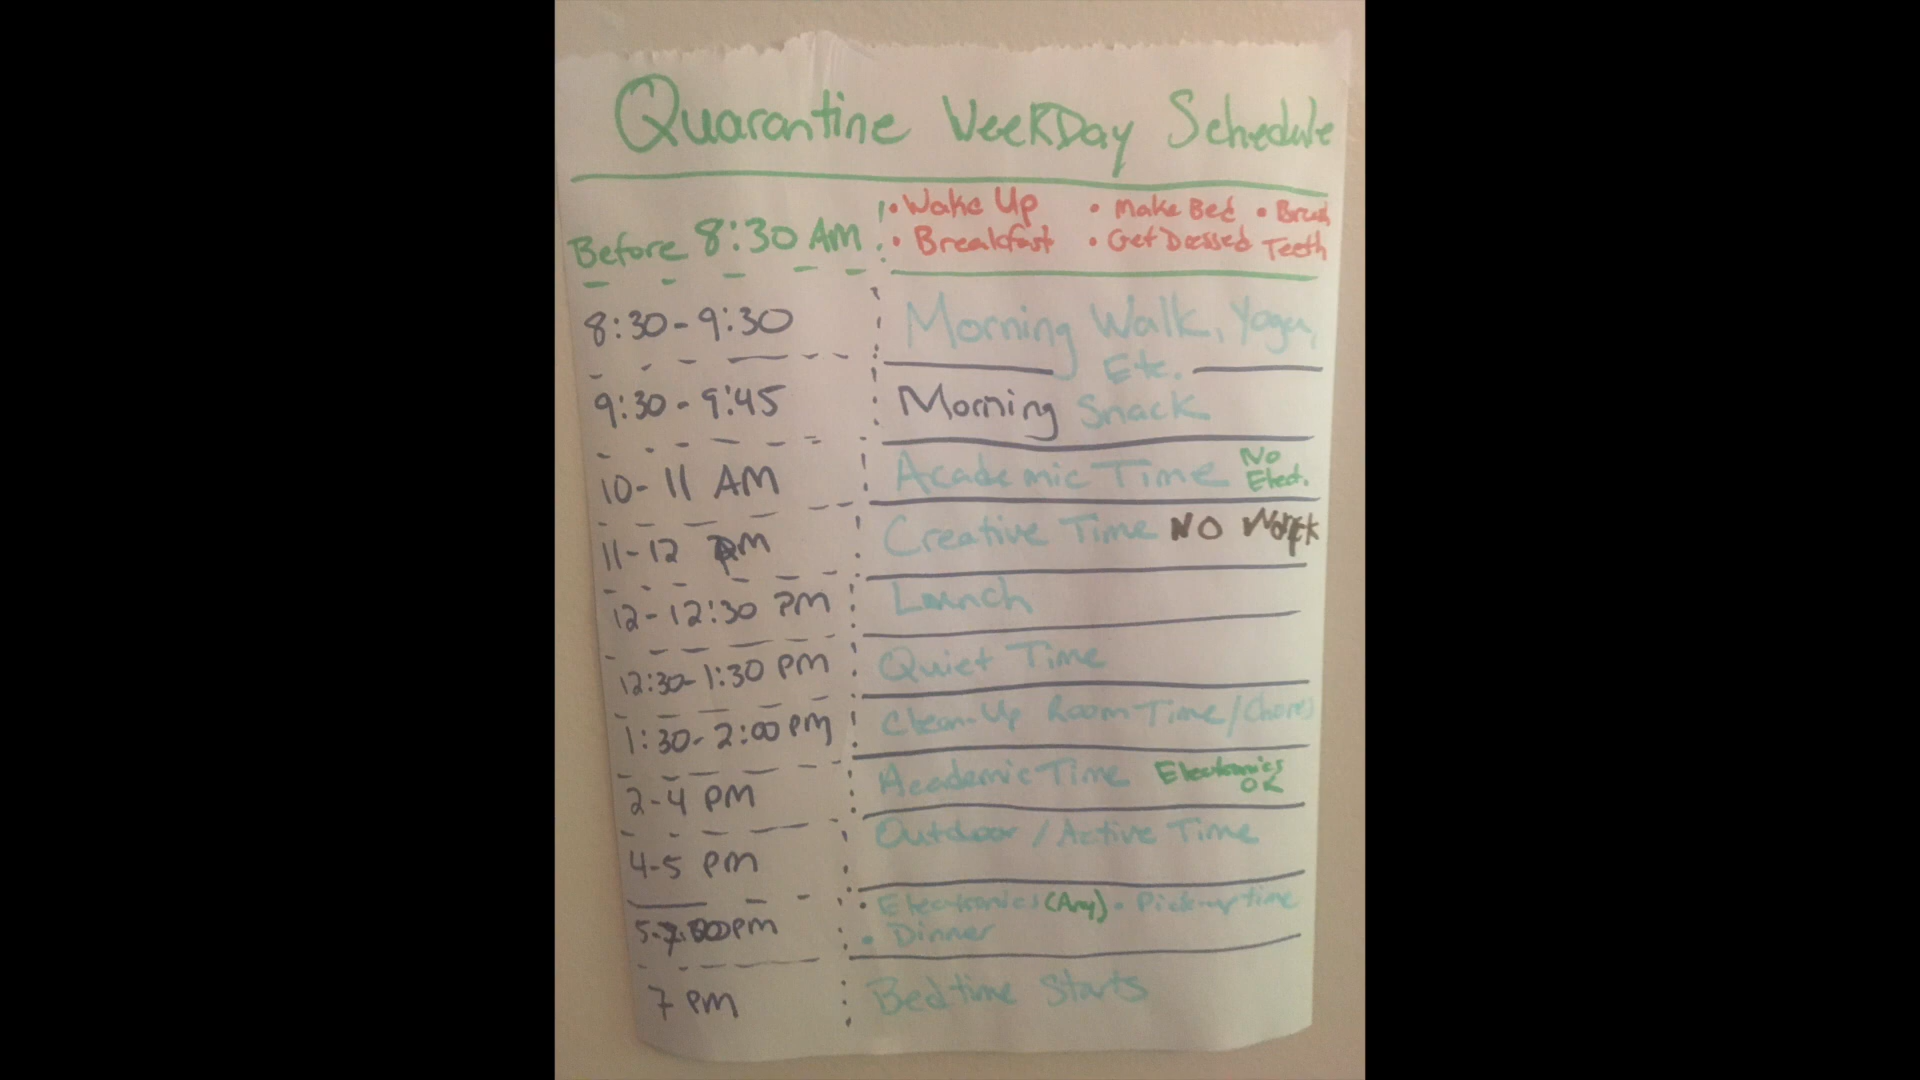 Quarantine WeekDay Schedule
Before 8:30 AM
• Wake Up • Make Bed • Brush
• Breakfast • Get Dressed Teeth
8:30 - 9:30 Morning Walk, Yoga,
Etc.
9:30 - 9:45 Morning Snack
10 - 11 AM Academic Time No
Elect.
11-12 PM Creative Time NO Work
12-12:30 PM Lunch
12:30-1:30 PM Quiet Time
1:30-2:00 PM Clean-Up Room Time/Chores
2-4 PM Academic Time Electronics
OK
4-5 PM Outdoor / Active Time
5-7:00 PM • Electronics (Any) • Pick-up time
• Dinner
7 PM Bedtime Starts